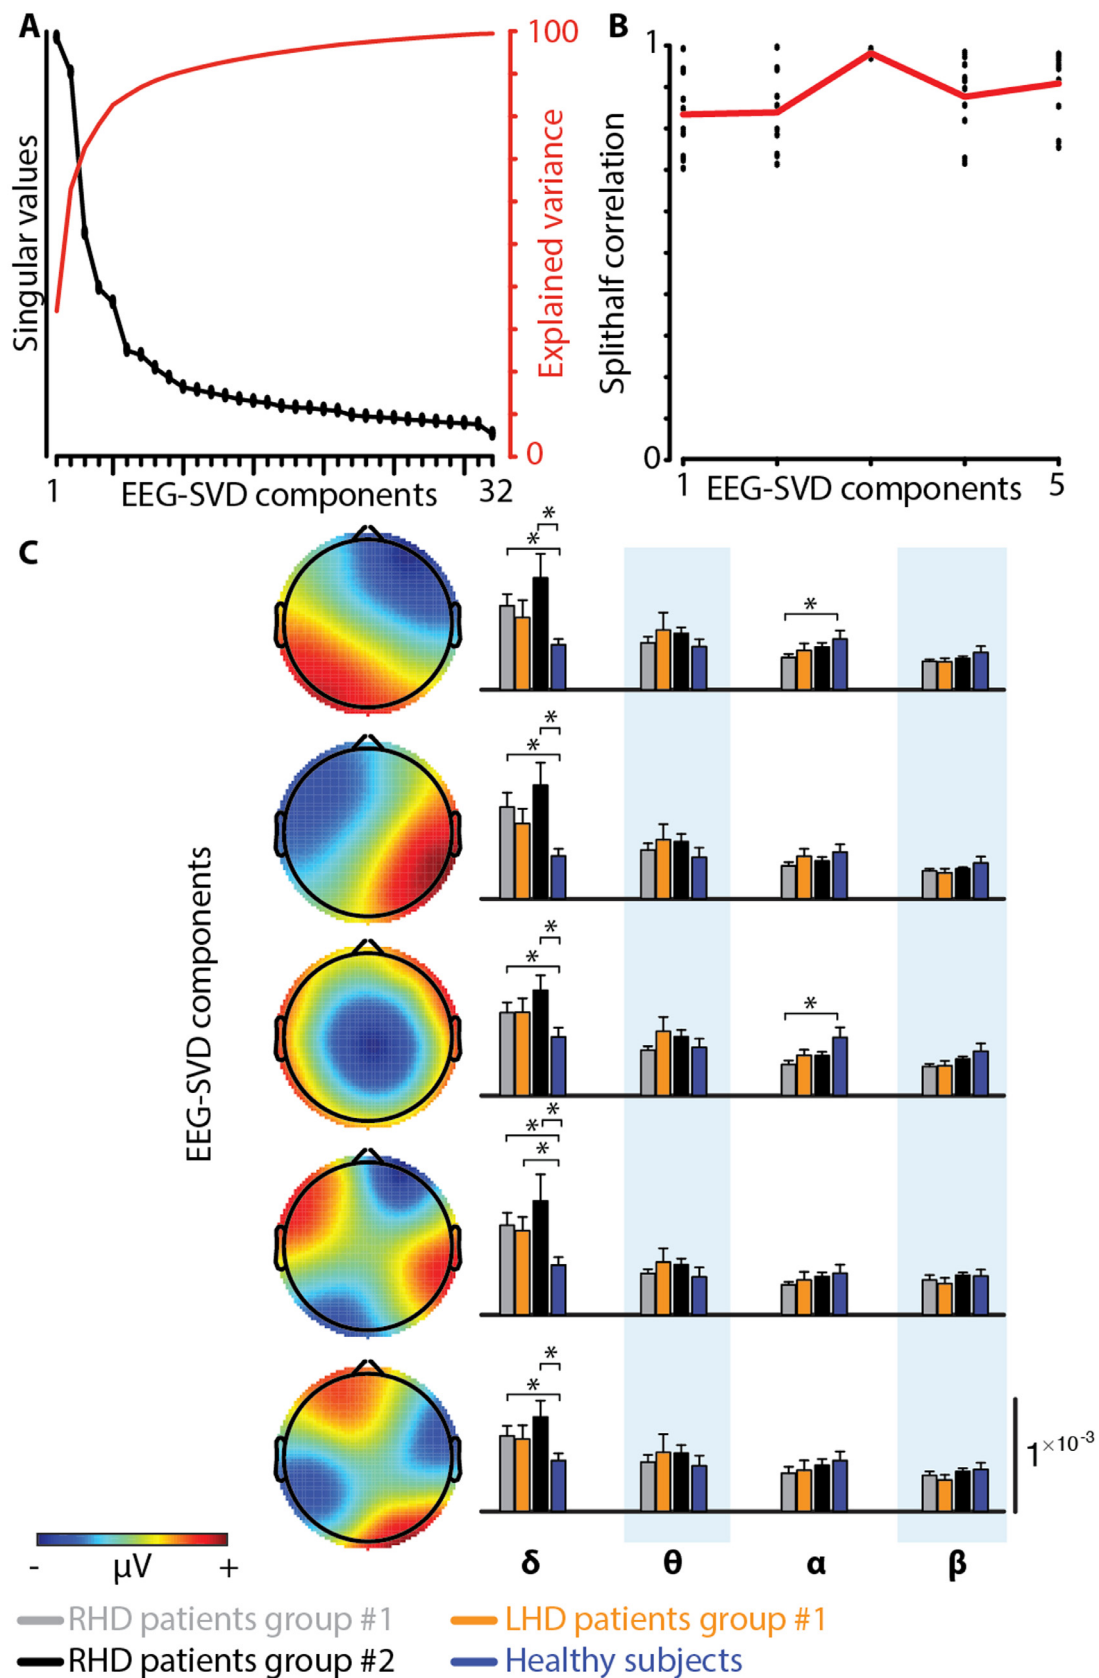 A
Singular values
100
Explained variance
0
1 EEG-SVD components 32
B
1
Splithalf correlation
0
1 EEG-SVD components 5
C
* *
*
* *
* *
*
* *
*
*
* *
EEG-SVD components
1×10-3
- μV +
δ θ α β
RHD patients group #1
LHD patients group #1
RHD patients group #2
Healthy subjects